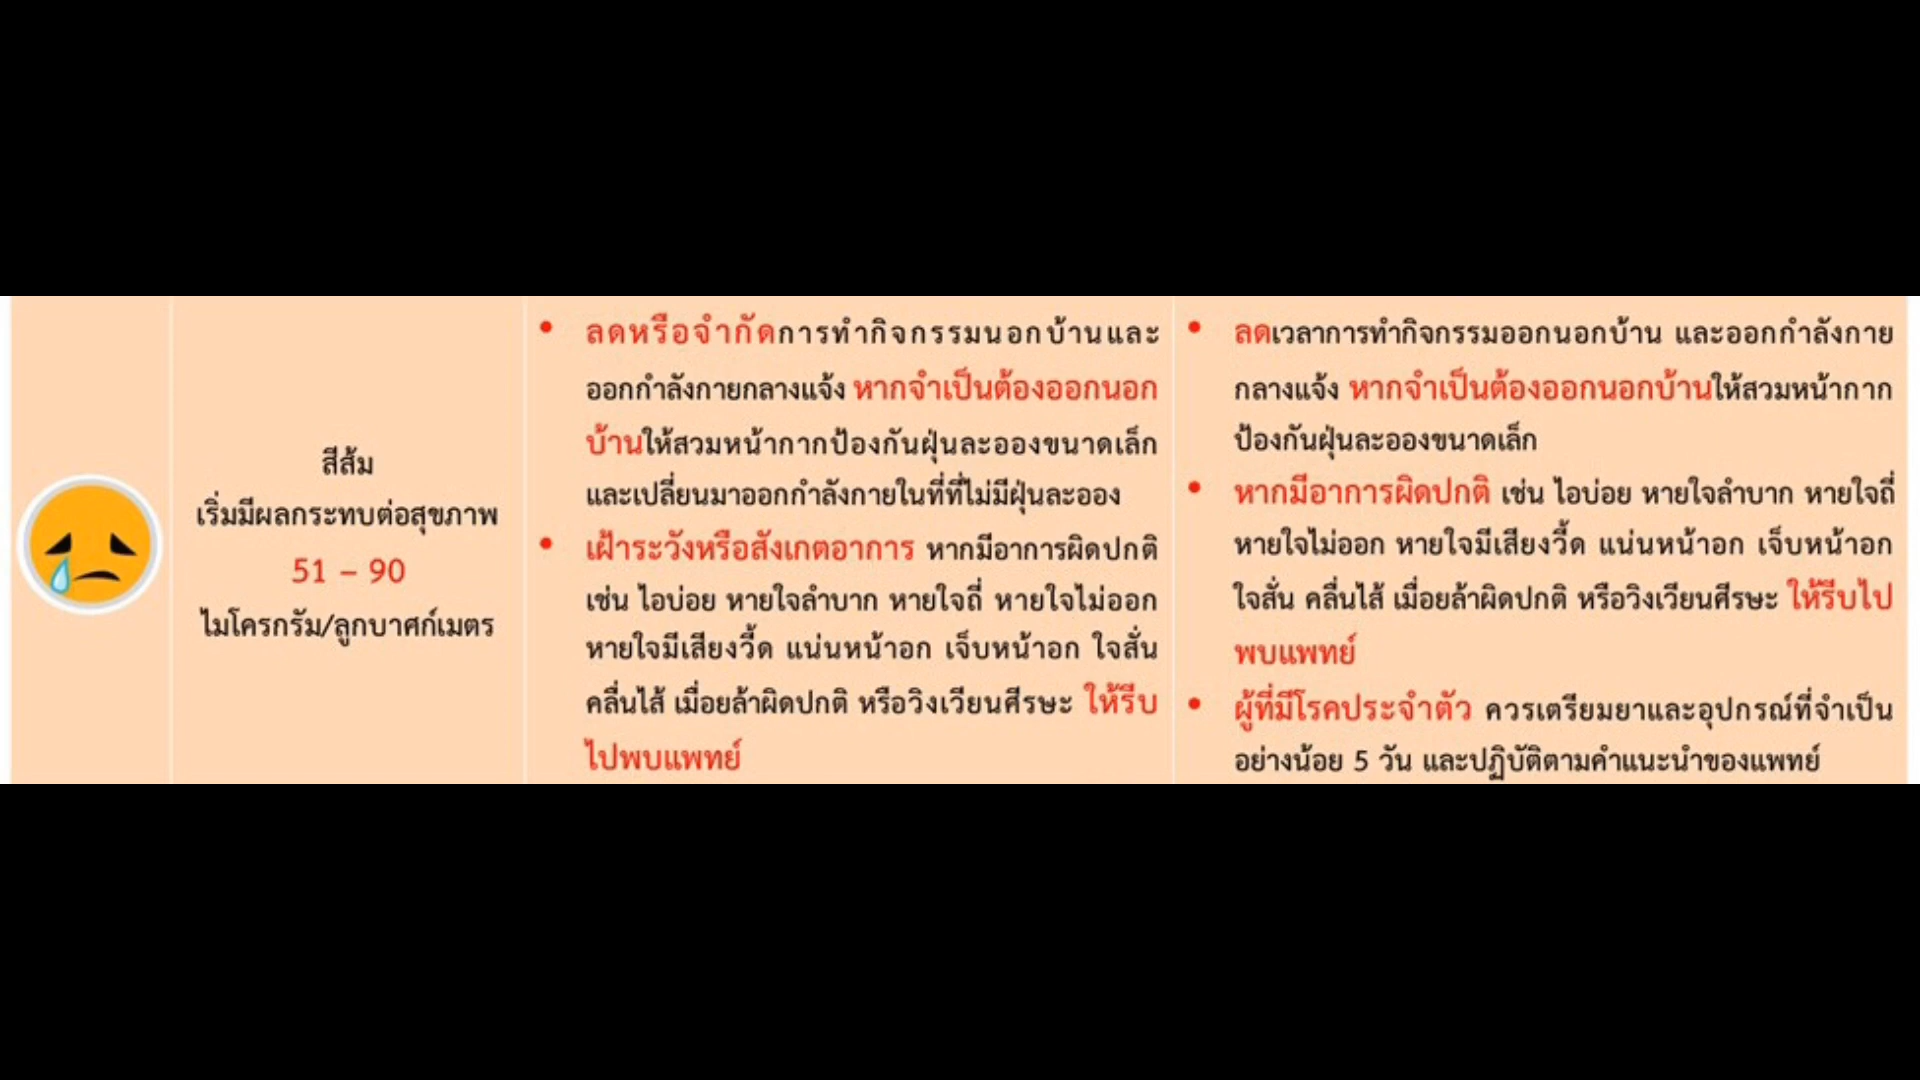 สีส้ม
เริ่มมีผลกระทบต่อสุขภาพ
51 – 90
ไมโครกรัม/ลูกบาศก์เมตร
• ลดหรือจำกัดการทำกิจกรรมนอกบ้านและ
ออกกำลังกายกลางแจ้ง หากจำเป็นต้องออกนอก
บ้านให้สวมหน้ากากป้องกันฝุ่นละอองขนาดเล็ก
และเปลี่ยนมาออกกำลังกายในที่ที่ไม่มีฝุ่นละออง
• เฝ้าระวังหรือสังเกตอาการ หากมีอาการผิดปกติ
เช่น ไอบ่อย หายใจลำบาก หายใจถี่ หายใจไม่ออก
หายใจมีเสียงวี้ด แน่นหน้าอก เจ็บหน้าอก ใจสั่น
คลื่นไส้ เมื่อยล้าผิดปกติ หรือวิงเวียนศีรษะ ให้รีบ
ไปพบแพทย์
• ลดเวลาการทำกิจกรรมออกนอกบ้าน และออกกำลังกาย
กลางแจ้ง หากจำเป็นต้องออกนอกบ้านให้สวมหน้ากาก
ป้องกันฝุ่นละอองขนาดเล็ก
• หากมีอาการผิดปกติ เช่น ไอบ่อย หายใจลำบาก หายใจถี่
หายใจไม่ออก หายใจมีเสียงวี้ด แน่นหน้าอก เจ็บหน้าอก
ใจสั่น คลื่นไส้ เมื่อยล้าผิดปกติ หรือวิงเวียนศีรษะ ให้รีบไป
พบแพทย์
• ผู้ที่มีโรคประจำตัว ควรเตรียมยาและอุปกรณ์ที่จำเป็น
อย่างน้อย 5 วัน และปฏิบัติตามคำแนะนำของแพทย์